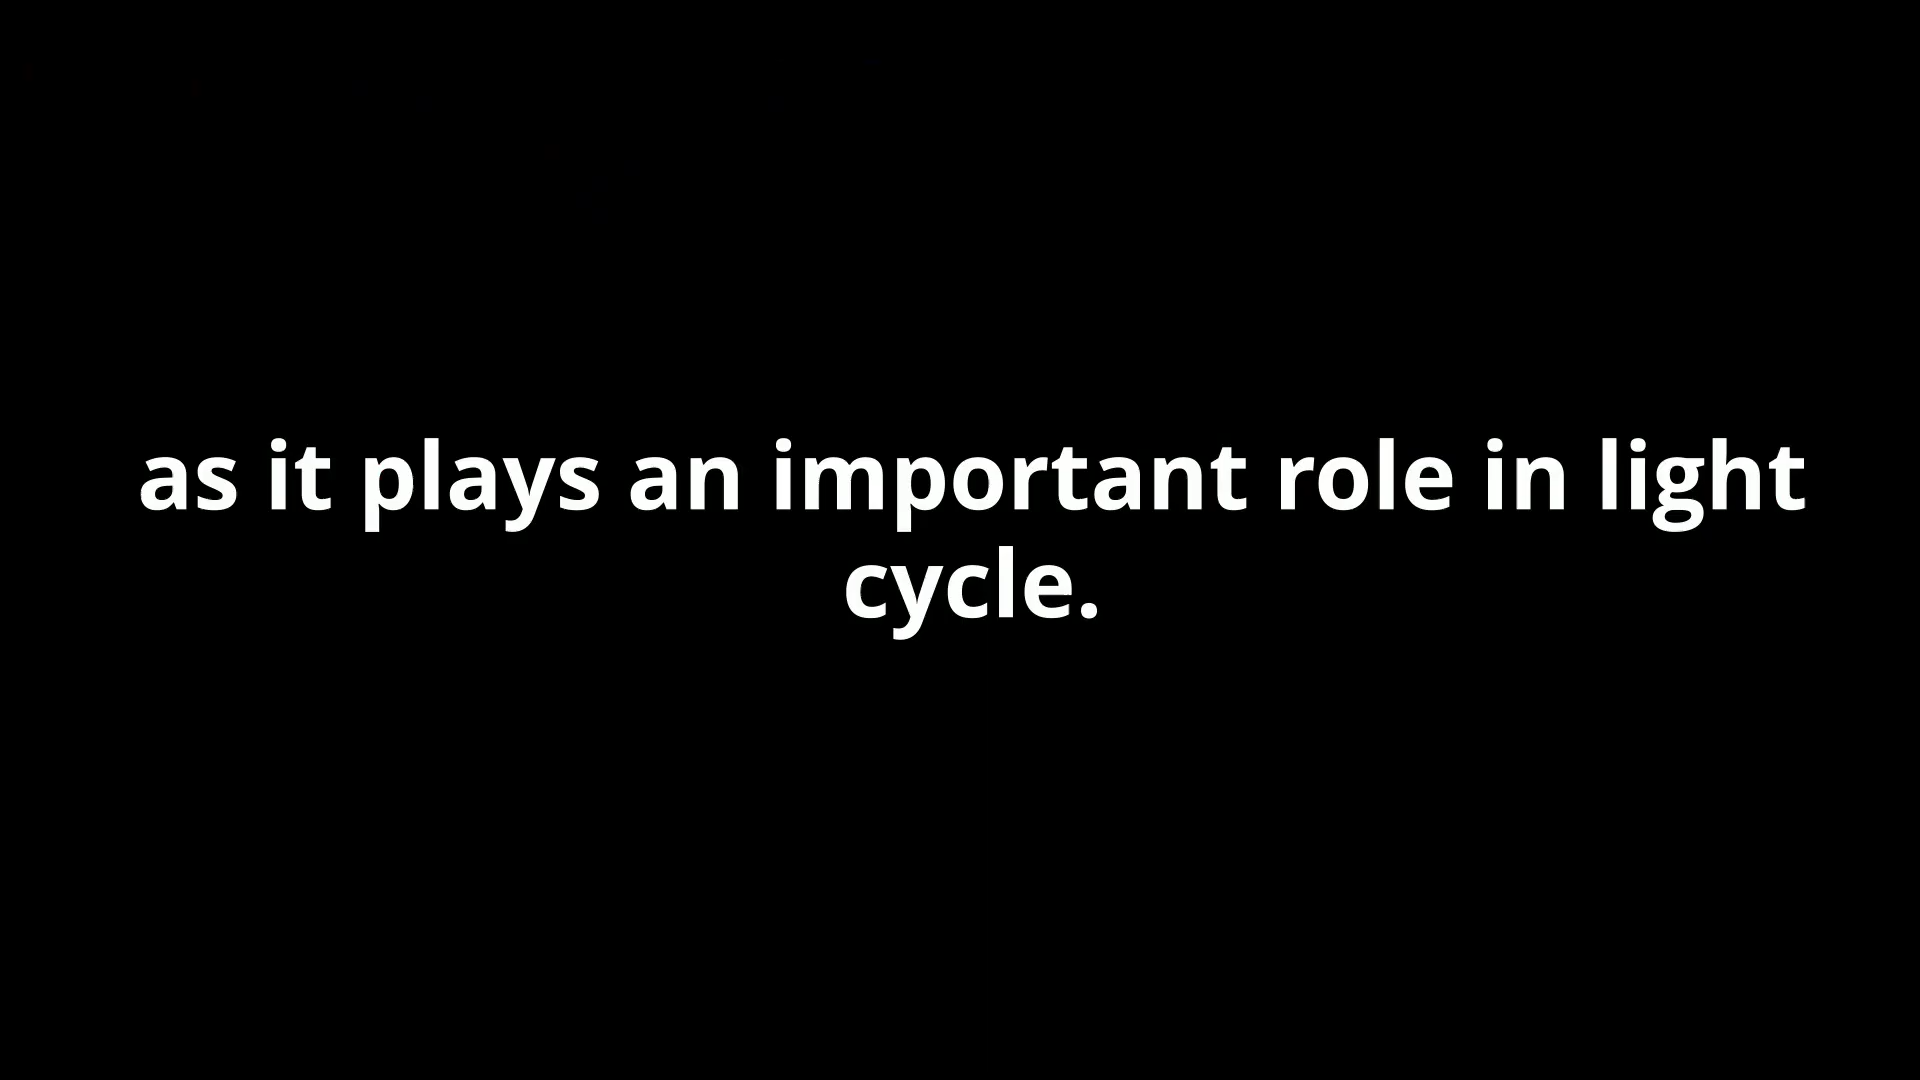 as it plays an important role in light
cycle.